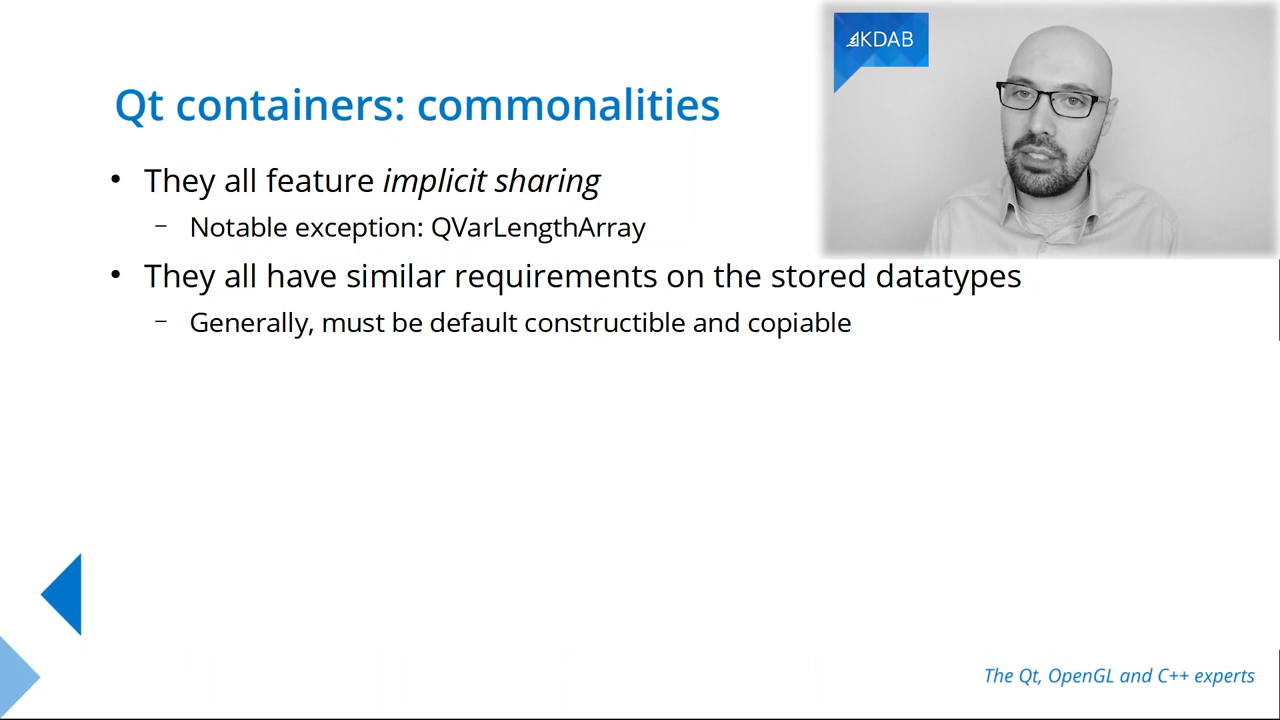 KDAB
Qt containers: commonalities
• They all feature implicit sharing
– Notable exception: QVarLengthArray
• They all have similar requirements on the stored datatypes
– Generally, must be default constructible and copiable
The Qt, OpenGL and C++ experts